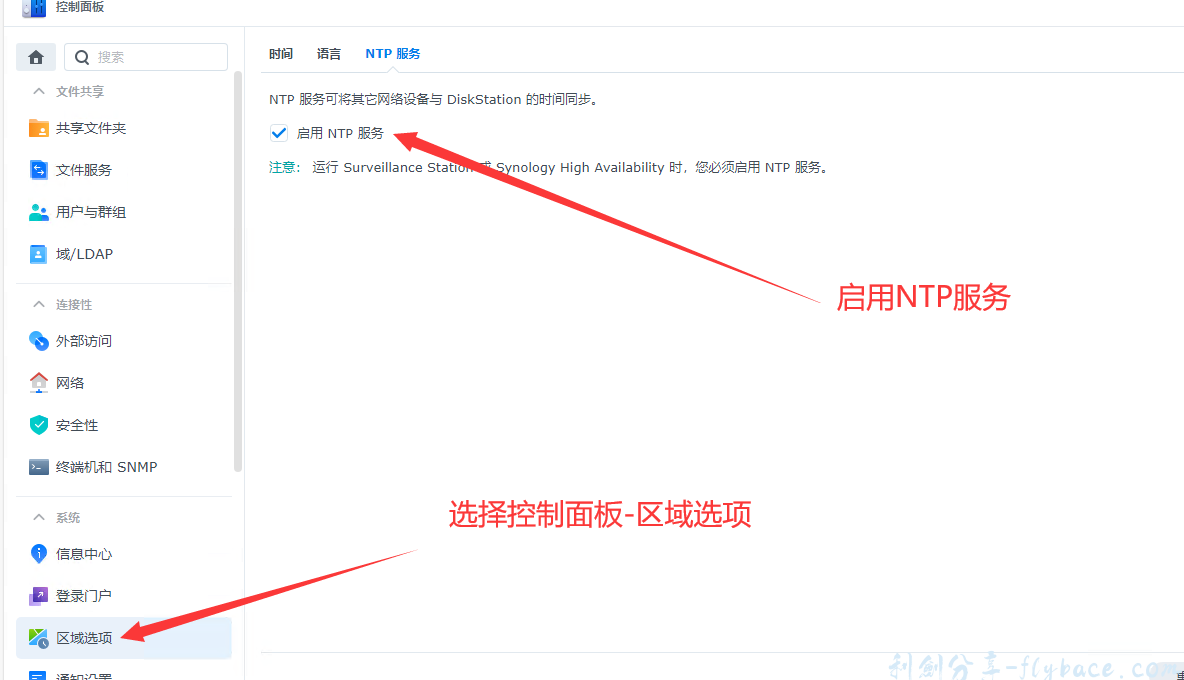 控制面板
搜索
时间 语言 NTP 服务
文件共享
NTP 服务可将其它网络设备与 DiskStation 的时间同步。
共享文件夹
启用 NTP 服务
文件服务
注意： 运行 Surveillance Station 或 Synology High Availability 时，您必须启用 NTP 服务。
用户与群组
域/LDAP
启用NTP服务
连接性
外部访问
网络
安全性
终端机和 SNMP
选择控制面板-区域选项
系统
信息中心
登录门户
区域选项
通知设置
利创分享-flybace.com